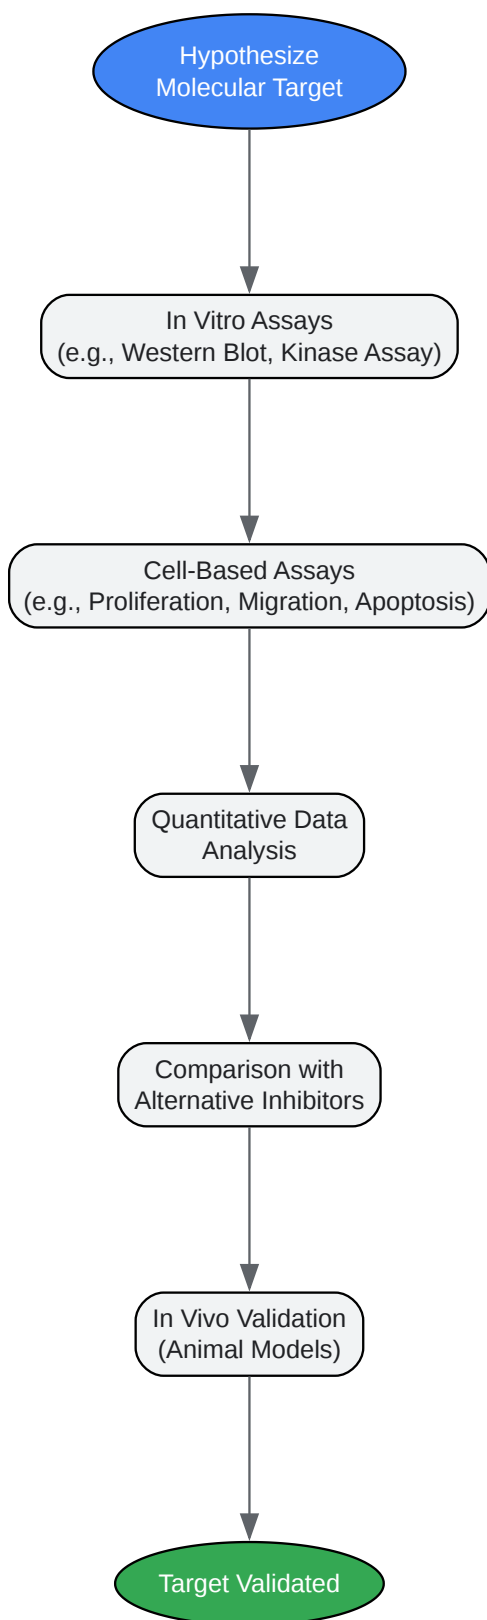 Hypothesize
Molecular Target
In Vitro Assays
(e.g., Western Blot, Kinase Assay)
Cell-Based Assays
(e.g., Proliferation, Migration, Apoptosis)
Quantitative Data
Analysis
Comparison with
Alternative Inhibitors
In Vivo Validation
(Animal Models)
Target Validated